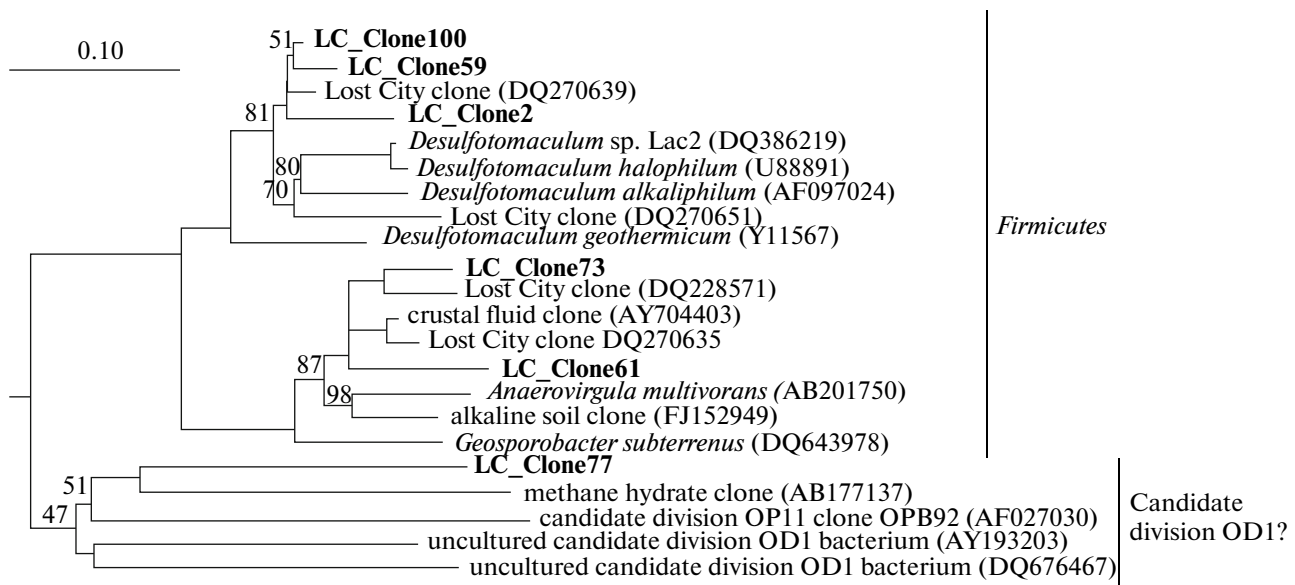 0.10
51
LC_Clone100
LC_Clone59
Lost City clone (DQ270639)
81
LC_Clone2
Desulfotomaculum sp. Lac2 (DQ386219)
80
Desulfotomaculum halophilum (U88891)
70
Desulfotomaculum alkaliphilum (AF097024)
Lost City clone (DQ270651)
Desulfotomaculum geothermicum (Y11567)
Firmicutes
LC_Clone73
Lost City clone (DQ228571)
crustal fluid clone (AY704403)
Lost City clone DQ270635
87
LC_Clone61
98
Anaerovirgula multivorans (AB201750)
alkaline soil clone (FJ152949)
Geosporobacter subterrenus (DQ643978)
LC_Clone77
51
methane hydrate clone (AB177137)
47
candidate division OP11 clone OPB92 (AF027030)
uncultured candidate division OD1 bacterium (AY193203)
uncultured candidate division OD1 bacterium (DQ676467)
Candidate
division OD1?